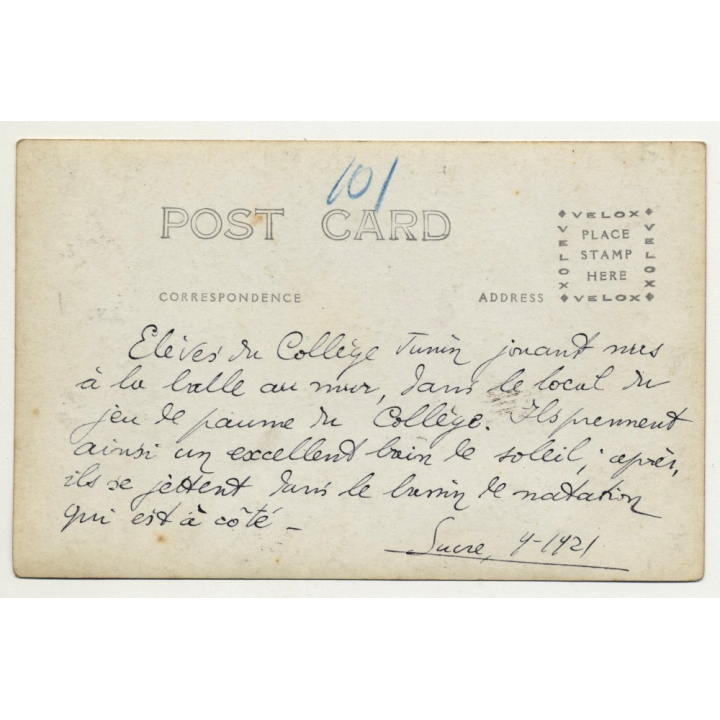 101
POST CARD
VELOX
VELOX PLACE VELOX
STAMP
HERE
CORRESPONDENCE ADDRESS VELOX
Elèves du Collège Junin jouant nues
à la balle au mur, dans le local du
jeu de paume du Collège. Ils prennent
ainsi un excellent bain de soleil; après,
ils se jettent dans le bassin de natation
qui est à côté –
Sucre, 4-1921